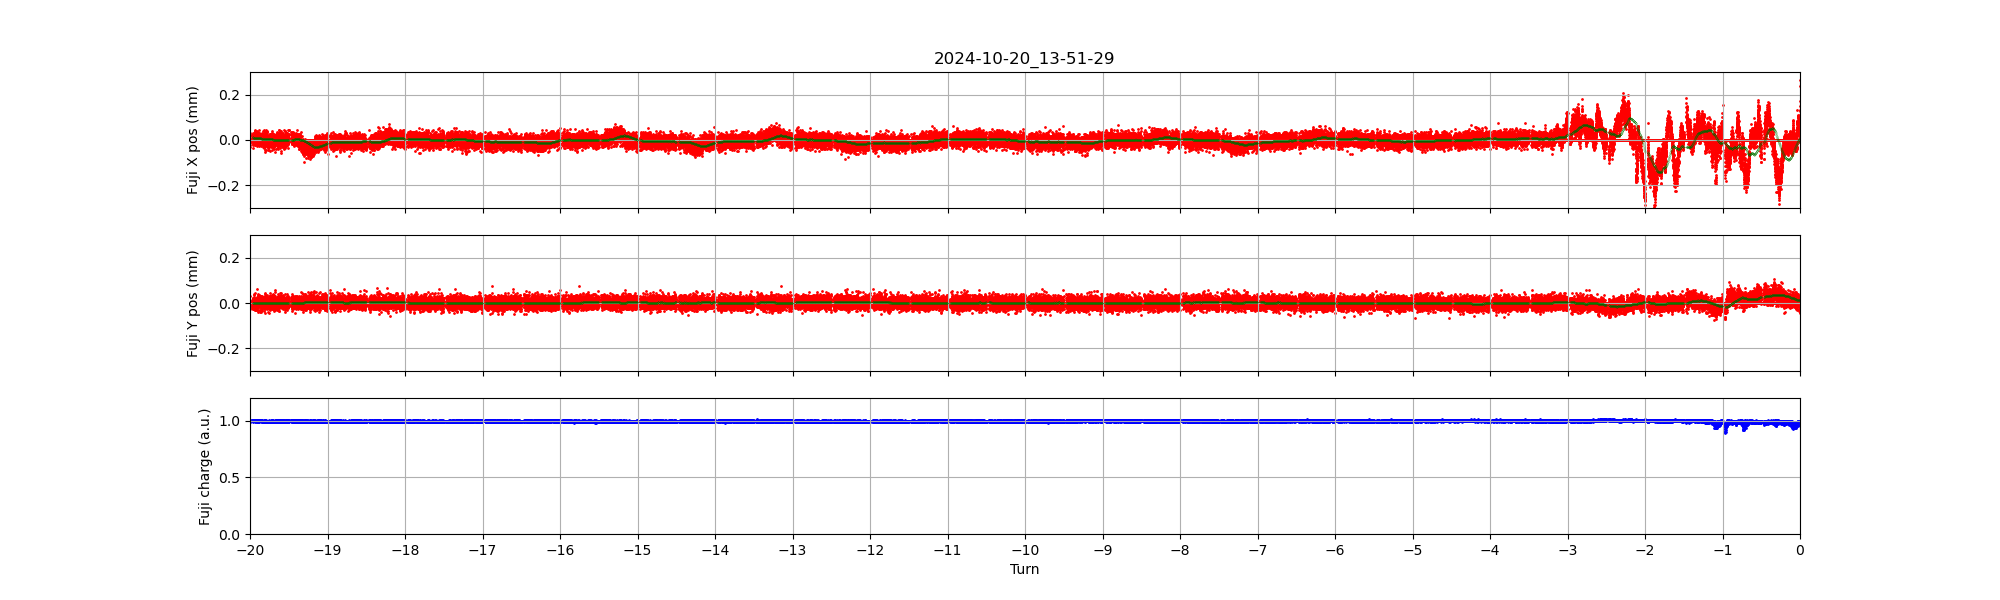 2024-10-20_13-51-29
Fuji X pos (mm)
0.2
0.0
−0.2
Fuji Y pos (mm)
0.2
0.0
−0.2
Fuji charge (a.u.)
1.0
0.5
0.0
−20 −19 −18 −17 −16 −15 −14 −13 −12 −11 −10 −9 −8 −7 −6 −5 −4 −3 −2 −1 0
Turn